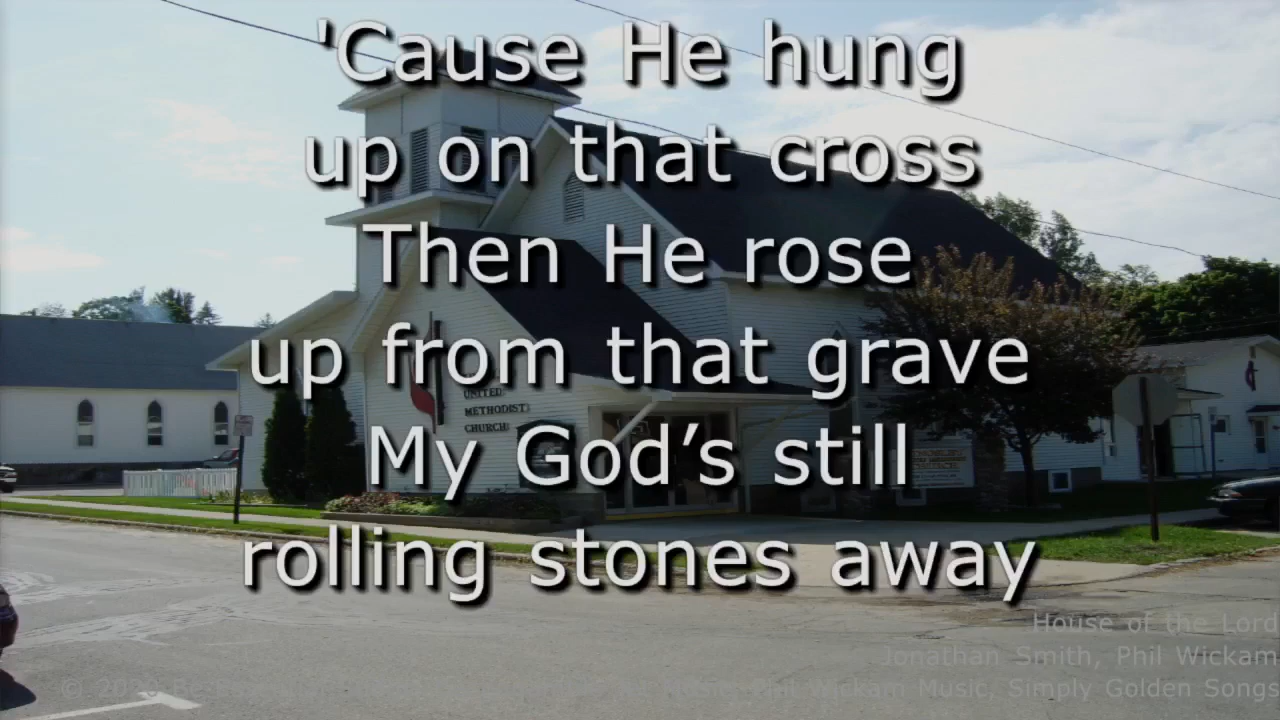 'Cause He hung
up on that cross
Then He rose
up from that grave
My God’s still
rolling stones away
UNITED
METHODIST
CHURCH
House of the Lord
Jonathan Smith, Phil Wickam
Phil Wickam Music, Simply Golden Songs